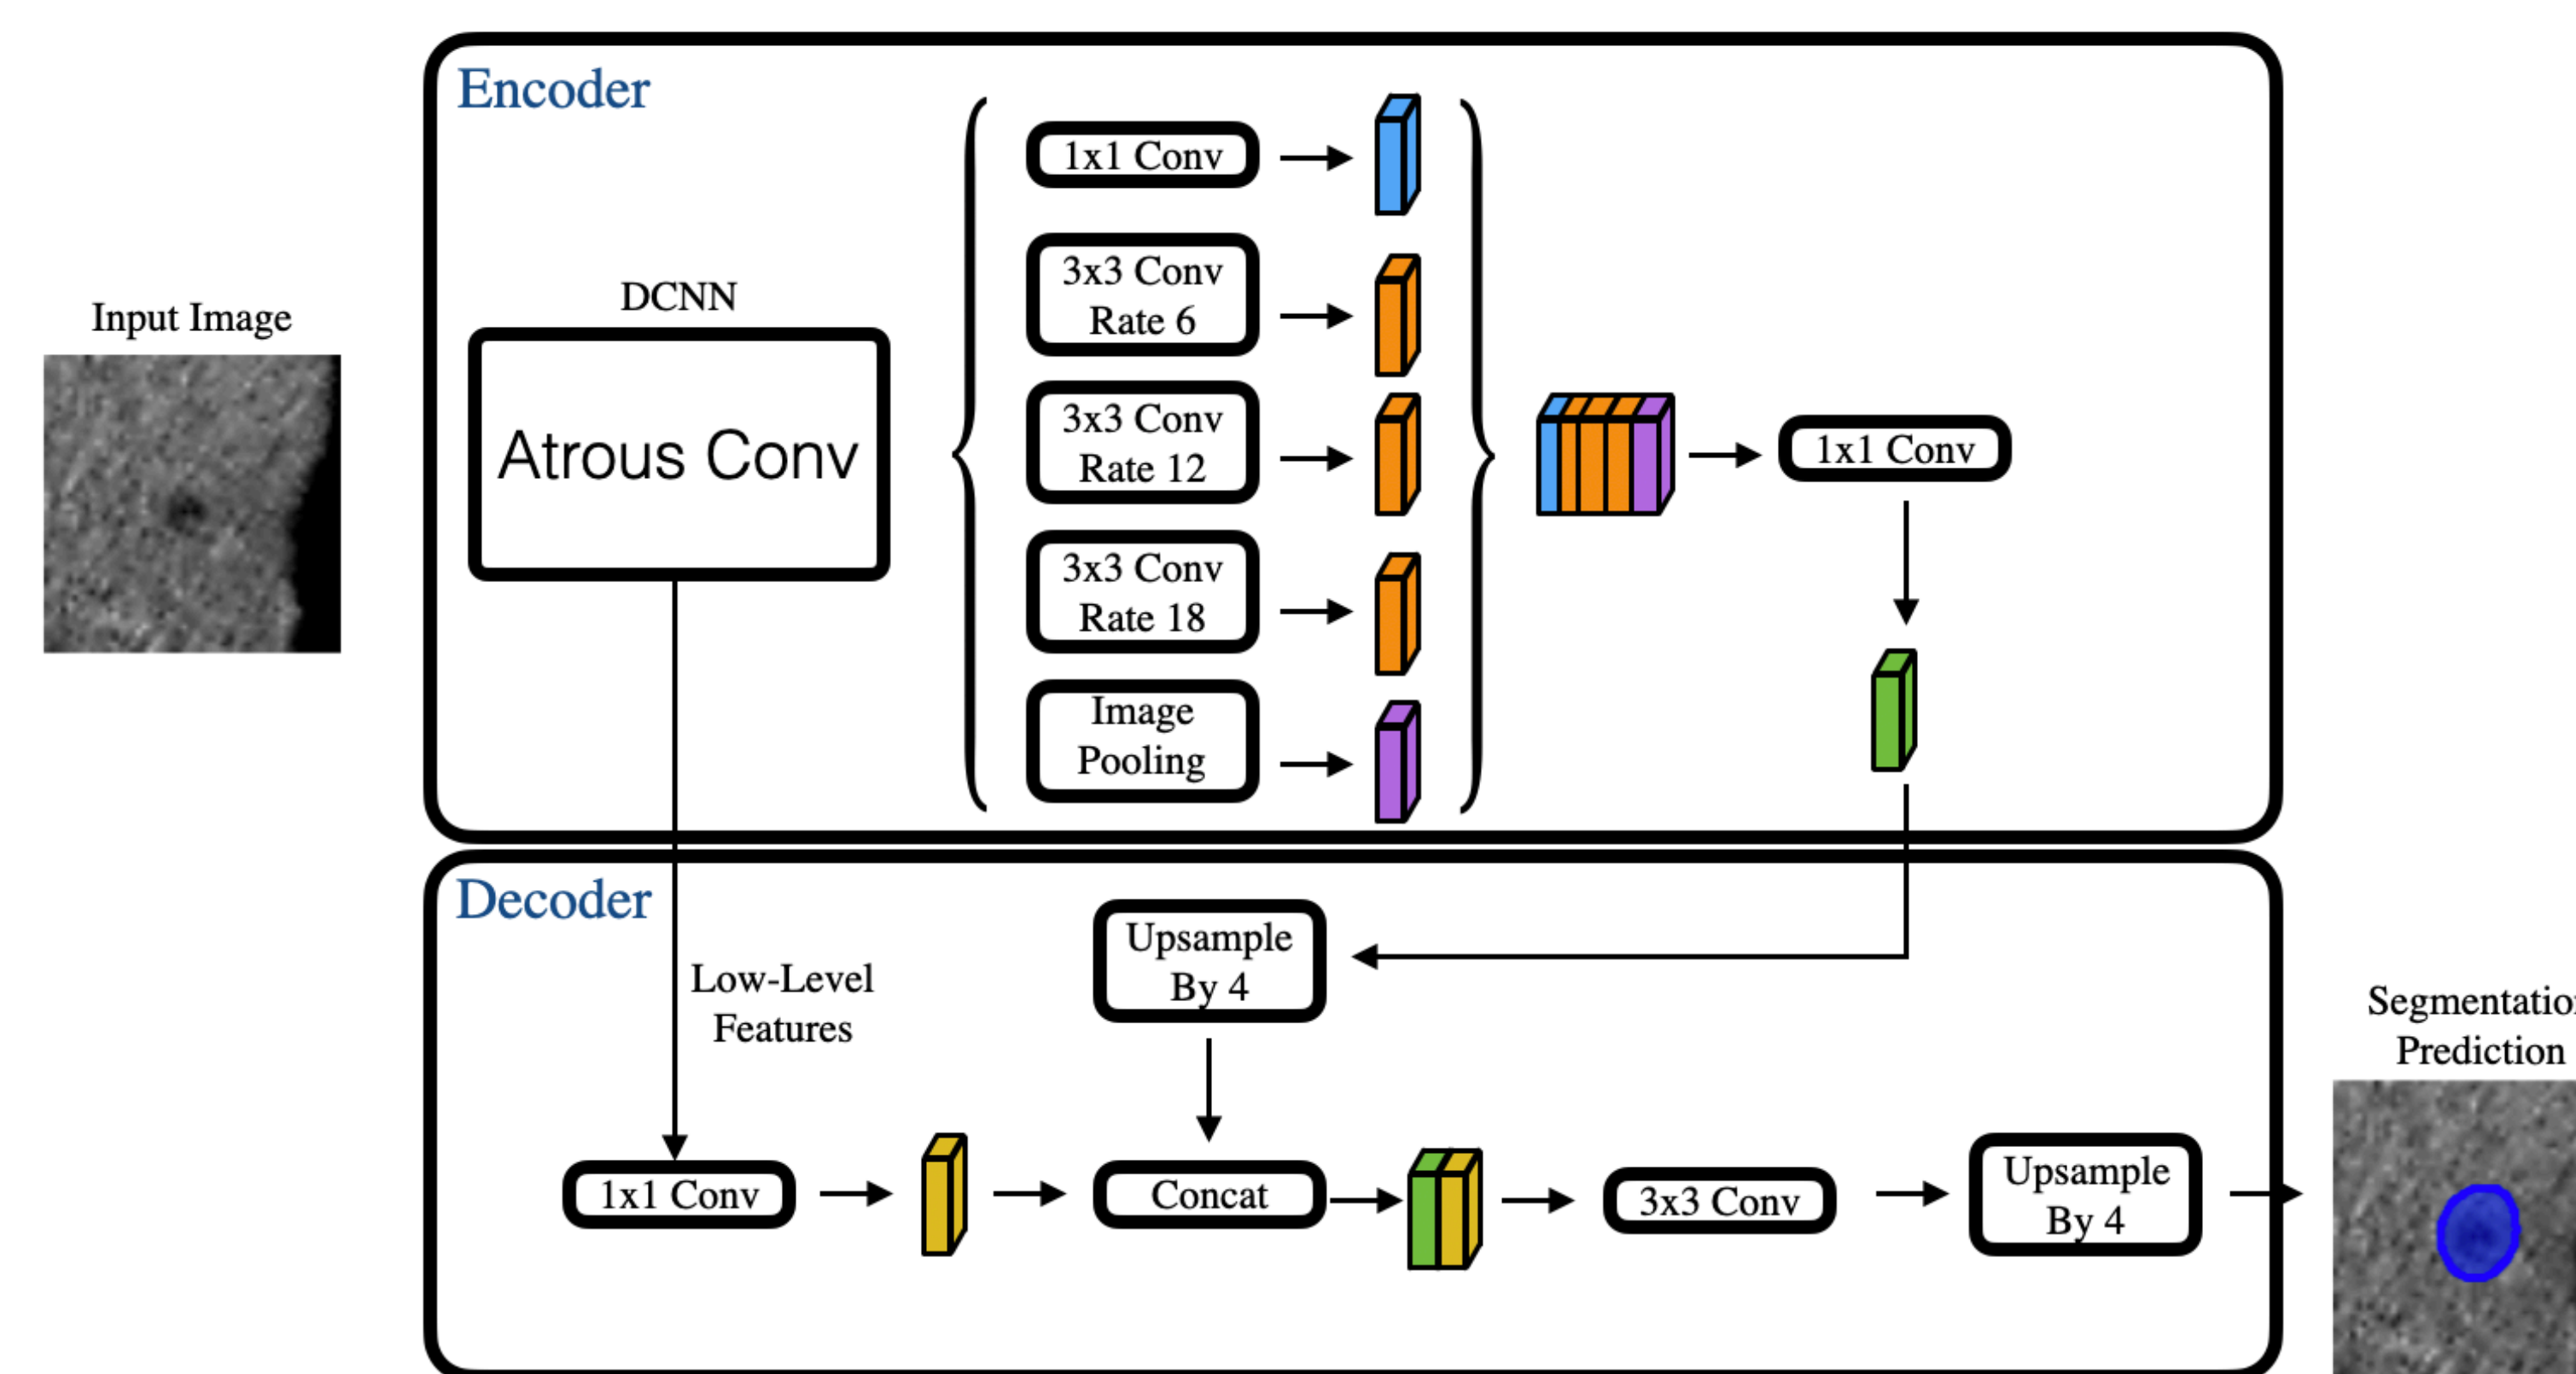 Encoder
Input Image
DCNN
Atrous Conv
1x1 Conv
3x3 Conv
Rate 6
3x3 Conv
Rate 12
3x3 Conv
Rate 18
Image
Pooling
1x1 Conv
Decoder
Low-Level
Features
Upsample
By 4
1x1 Conv
Concat
3x3 Conv
Upsample
By 4
Segmentatio
Prediction